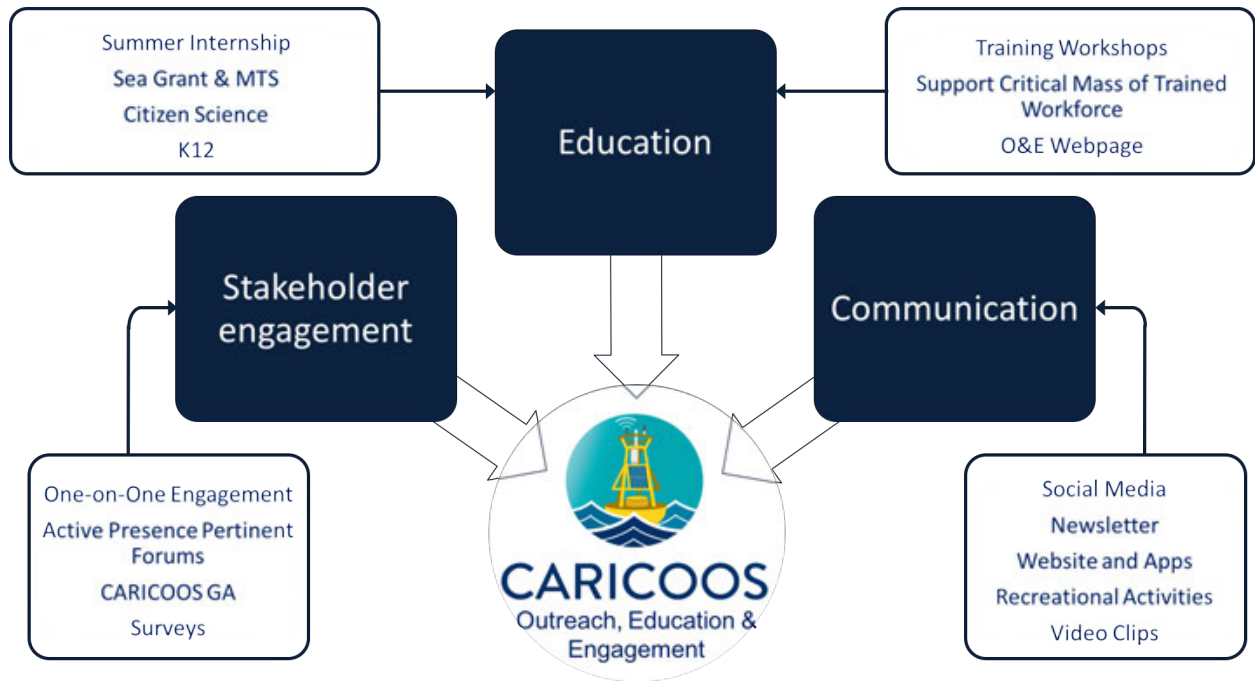 Summer Internship
Sea Grant & MTS
Citizen Science
K12
Education
Training Workshops
Support Critical Mass of Trained
Workforce
O&E Webpage
Stakeholder
engagement
Communication
One-on-One Engagement
Active Presence Pertinent
Forums
CARICOOS GA
Surveys
CARICOOS
Outreach, Education &
Engagement
Social Media
Newsletter
Website and Apps
Recreational Activities
Video Clips